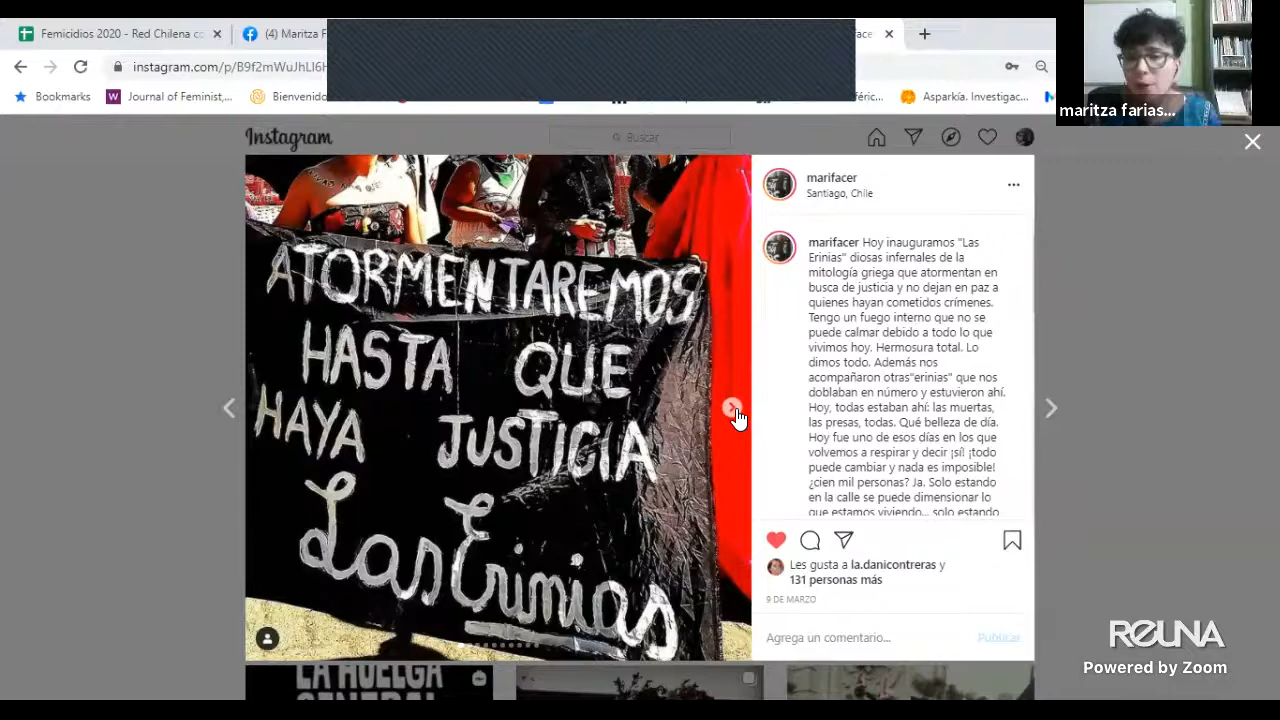 Femicidios 2020 - Red Chilena co
(4) Maritza F
instagram.com/p/B9f2mWuJhLl6H
Bookmarks
Journal of Feminist,...
Bienvenido
Asparkía. Investigac...
maritza farias...
Instagram
Buscar
ATORMENTAREMOS
HASTA QUE
HAYA JUSTICIA
Las Erinias
marifacer
Santiago, Chile
marifacer Hoy inauguramos "Las
Erinias" diosas infernales de la
mitología griega que atormentan en
busca de justicia y no dejan en paz a
quienes hayan cometidos crímenes.
Tengo un fuego interno que no se
puede calmar debido a todo lo que
vivimos hoy. Hermosura total. Lo
dimos todo. Además nos
acompañaron otras"erinias" que nos
doblaban en número y estuvieron ahí.
Hoy, todas estaban ahí: las muertas,
las presas, todas. Qué belleza de día.
Hoy fue uno de esos días en los que
volvemos a respirar y decir ¡sí! ¡todo
puede cambiar y nada es imposible!
¿cien mil personas? Ja. Solo estando
en la calle se puede dimensionar lo
que estamos viviendo... solo estando
Les gusta a la.danicontreras y
131 personas más
9 DE MARZO
Agrega un comentario...
Publicar
LA HUELGA
GENERAL
REUNA
Powered by Zoom